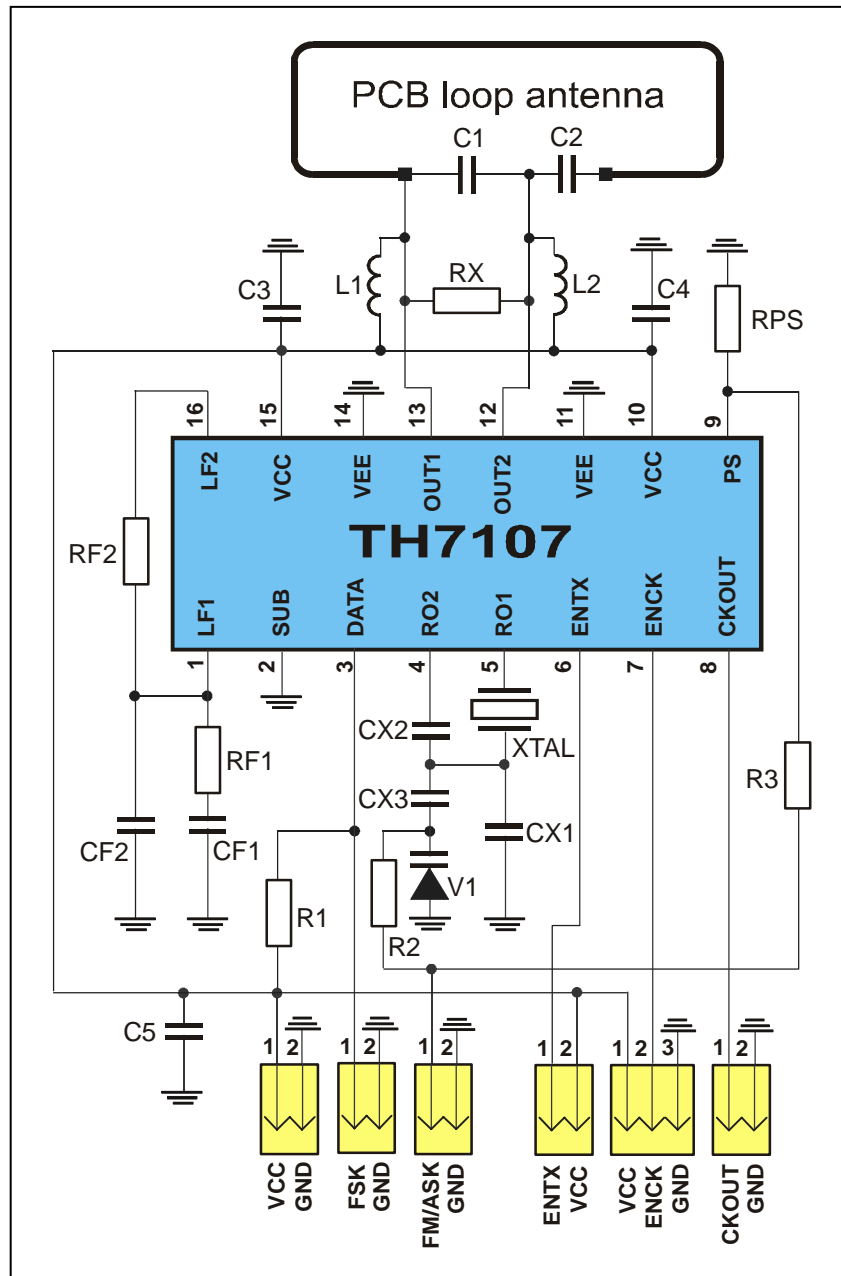 PCB loop antenna
C1
C2
C3
L1
RX
L2
C4
RPS
16
15
14
13
12
11
10
9
LF2
VCC
VEE
OUT1
OUT2
VEE
VCC
PS
TH7107
RF2
LF1
SUB
DATA
RO2
RO1
ENTX
ENCK
CKOUT
1
2
3
4
5
6
7
8
CX2
XTAL
RF1
CX3
R3
CF2
CF1
CX1
V1
R1
R2
C5
1 2
1 2
1 2
1 2
1 2 3
1 2
VCC
GND
FSK
GND
FM/ASK
GND
ENTX
VCC
VCC
ENCK
GND
CKOUT
GND